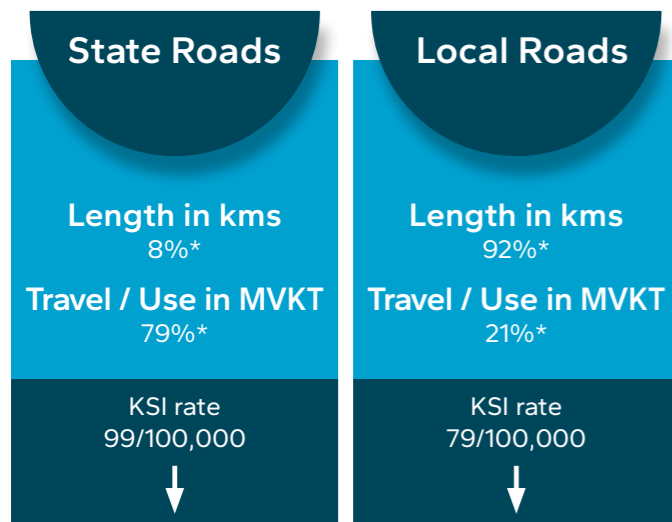 State Roads
Length in kms
8%*
Travel / Use in MVKT
79%*
KSI rate
99/100,000
Local Roads
Length in kms
92%*
Travel / Use in MVKT
21%*
KSI rate
79/100,000